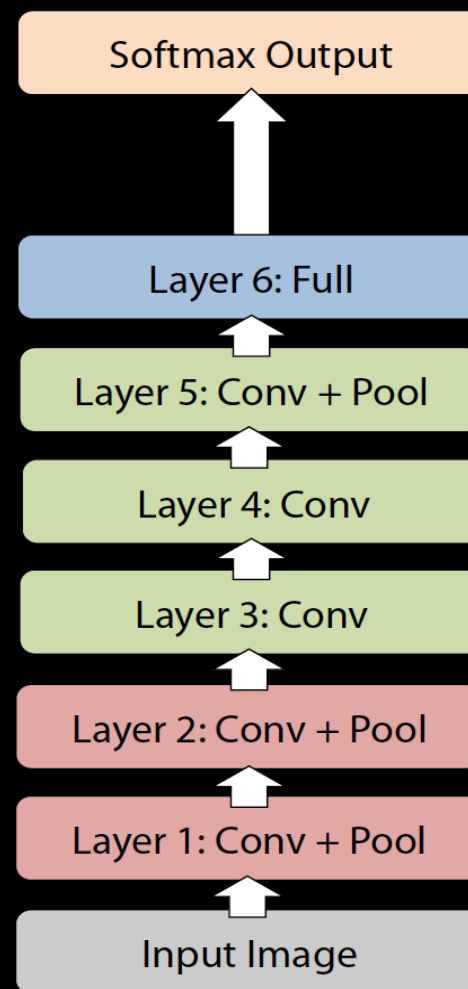 Softmax Output
Layer 6: Full
Layer 5: Conv + Pool
Layer 4: Conv
Layer 3: Conv
Layer 2: Conv + Pool
Layer 1: Conv + Pool
Input Image